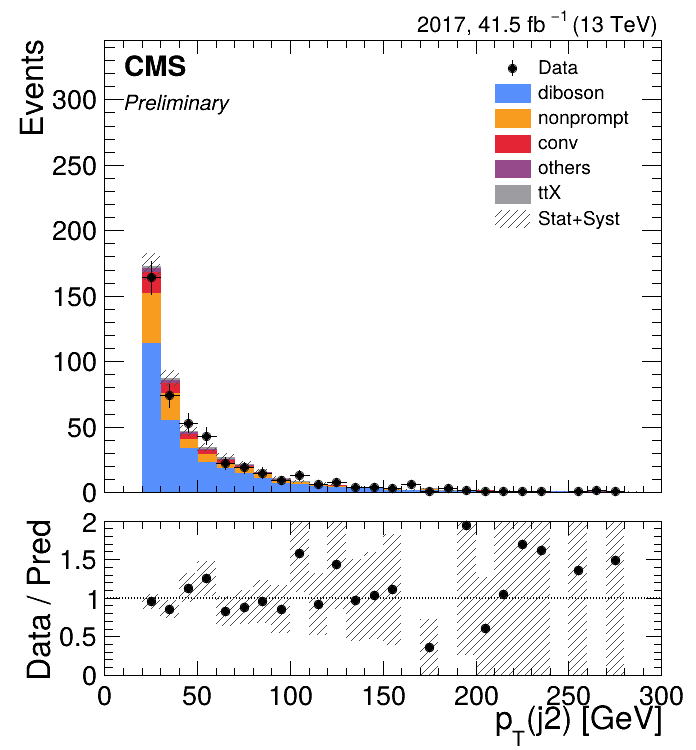 2017, 41.5 fb⁻¹ (13 TeV)
CMS
Preliminary
Events
Data
diboson
nonprompt
conv
others
ttX
Stat+Syst
300
250
200
150
100
50
0
Data / Pred
2
1.5
1
0.5
0
0 50 100 150 200 250 300
p_T(j2) [GeV]